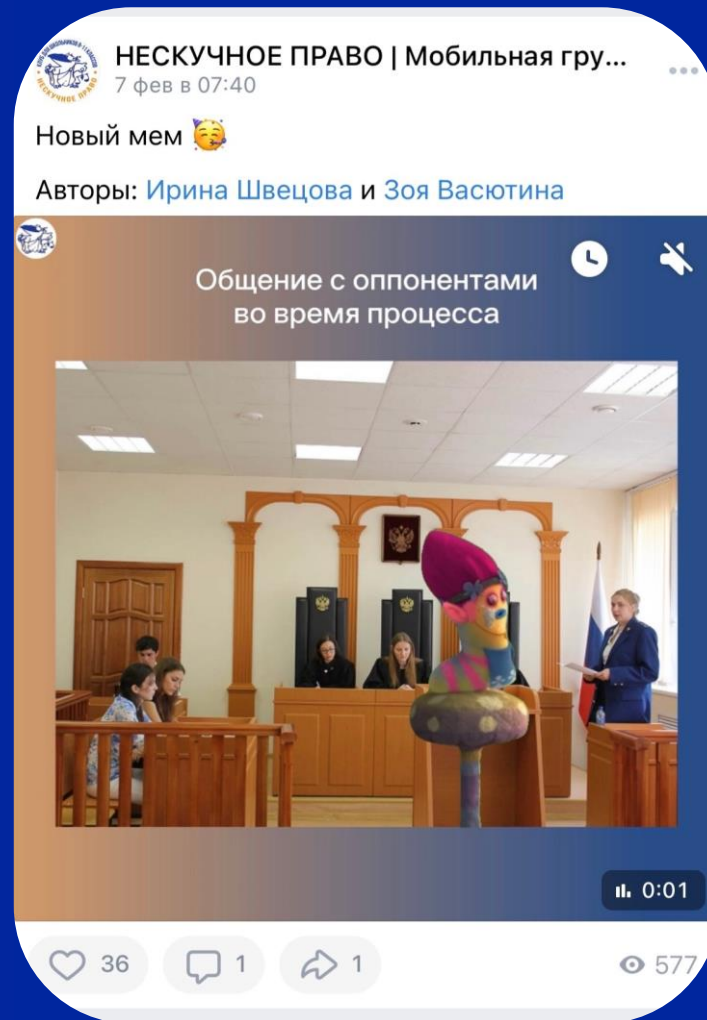 НЕСКУЧНОЕ ПРАВО | Мобильная гру...
7 фев в 07:40
Новый мем 🥳
Авторы: Ирина Швецова и Зоя Васютина
Общение с оппонентами
во время процесса
0:01
36
1
1
577